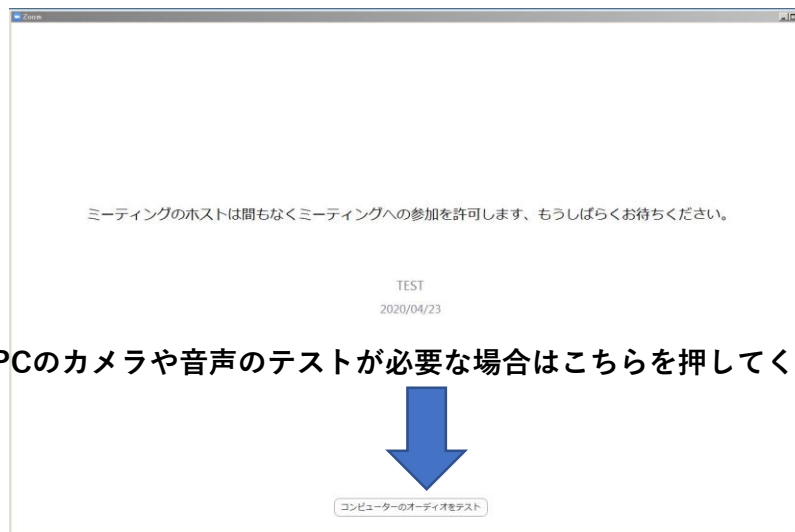 Zoom
ミーティングのホストは間もなくミーティングへの参加を許可します、もうしばらくお待ちください。
TEST
2020/04/23
PCのカメラや音声のテストが必要な場合はこちらを押してく
コンピューターのオーディオをテスト